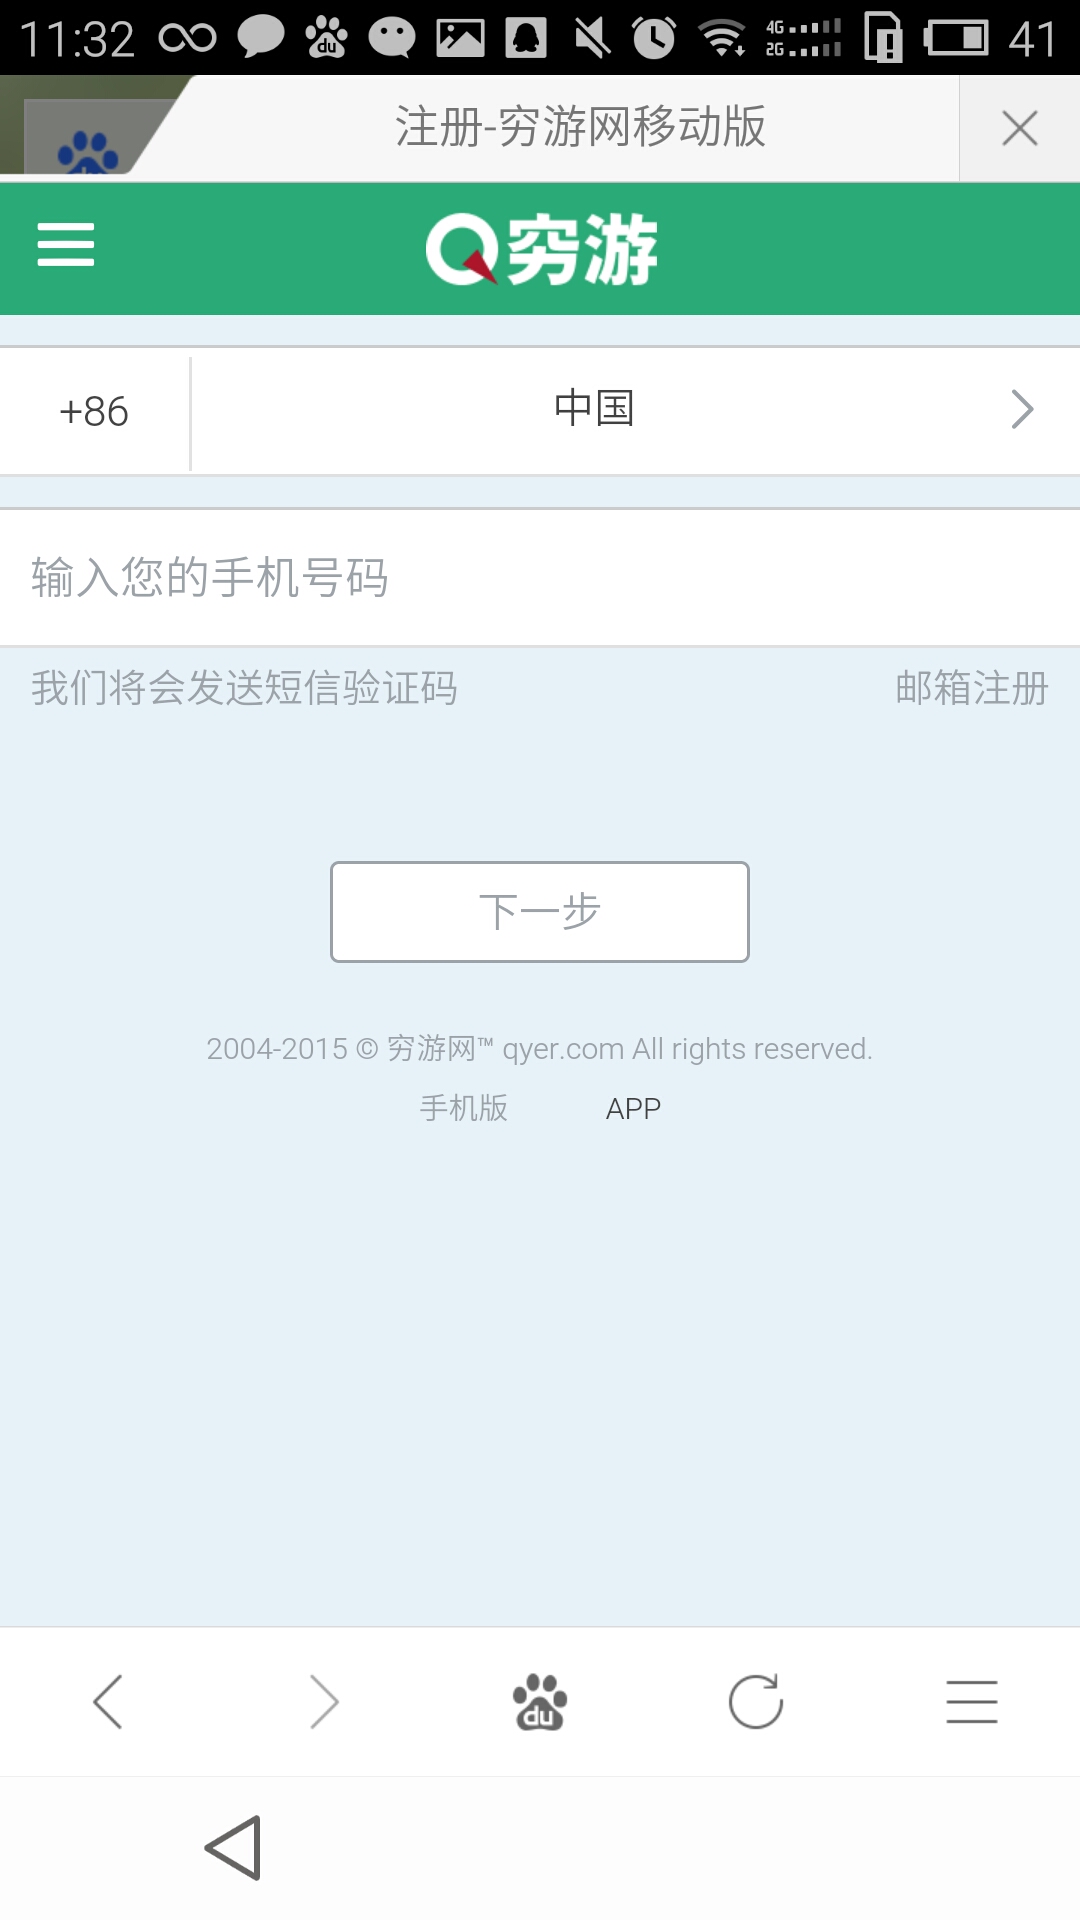 11:32 du 4G 2G 41
注册-穷游网移动版
穷游
+86 中国
输入您的手机号码
我们将会发送短信验证码 邮箱注册
下一步
2004-2015 © 穷游网™ qyer.com All rights reserved.
手机版 APP
du